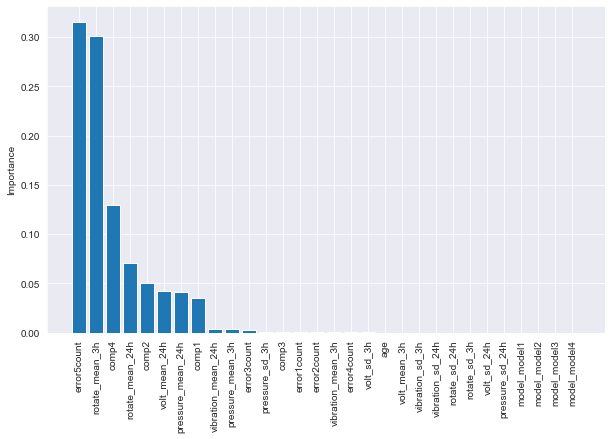 Importance
0.30
0.25
0.20
0.15
0.10
0.05
0.00
error5count
rotate_mean_3h
comp4
rotate_mean_24h
comp2
volt_mean_24h
pressure_mean_24h
comp1
vibration_mean_24h
pressure_mean_3h
error3count
pressure_sd_3h
comp3
error1count
error2count
vibration_mean_3h
error4count
volt_sd_3h
age
volt_mean_3h
vibration_sd_3h
vibration_sd_24h
rotate_sd_24h
rotate_sd_3h
volt_sd_24h
pressure_sd_24h
model_model1
model_model2
model_model3
model_model4